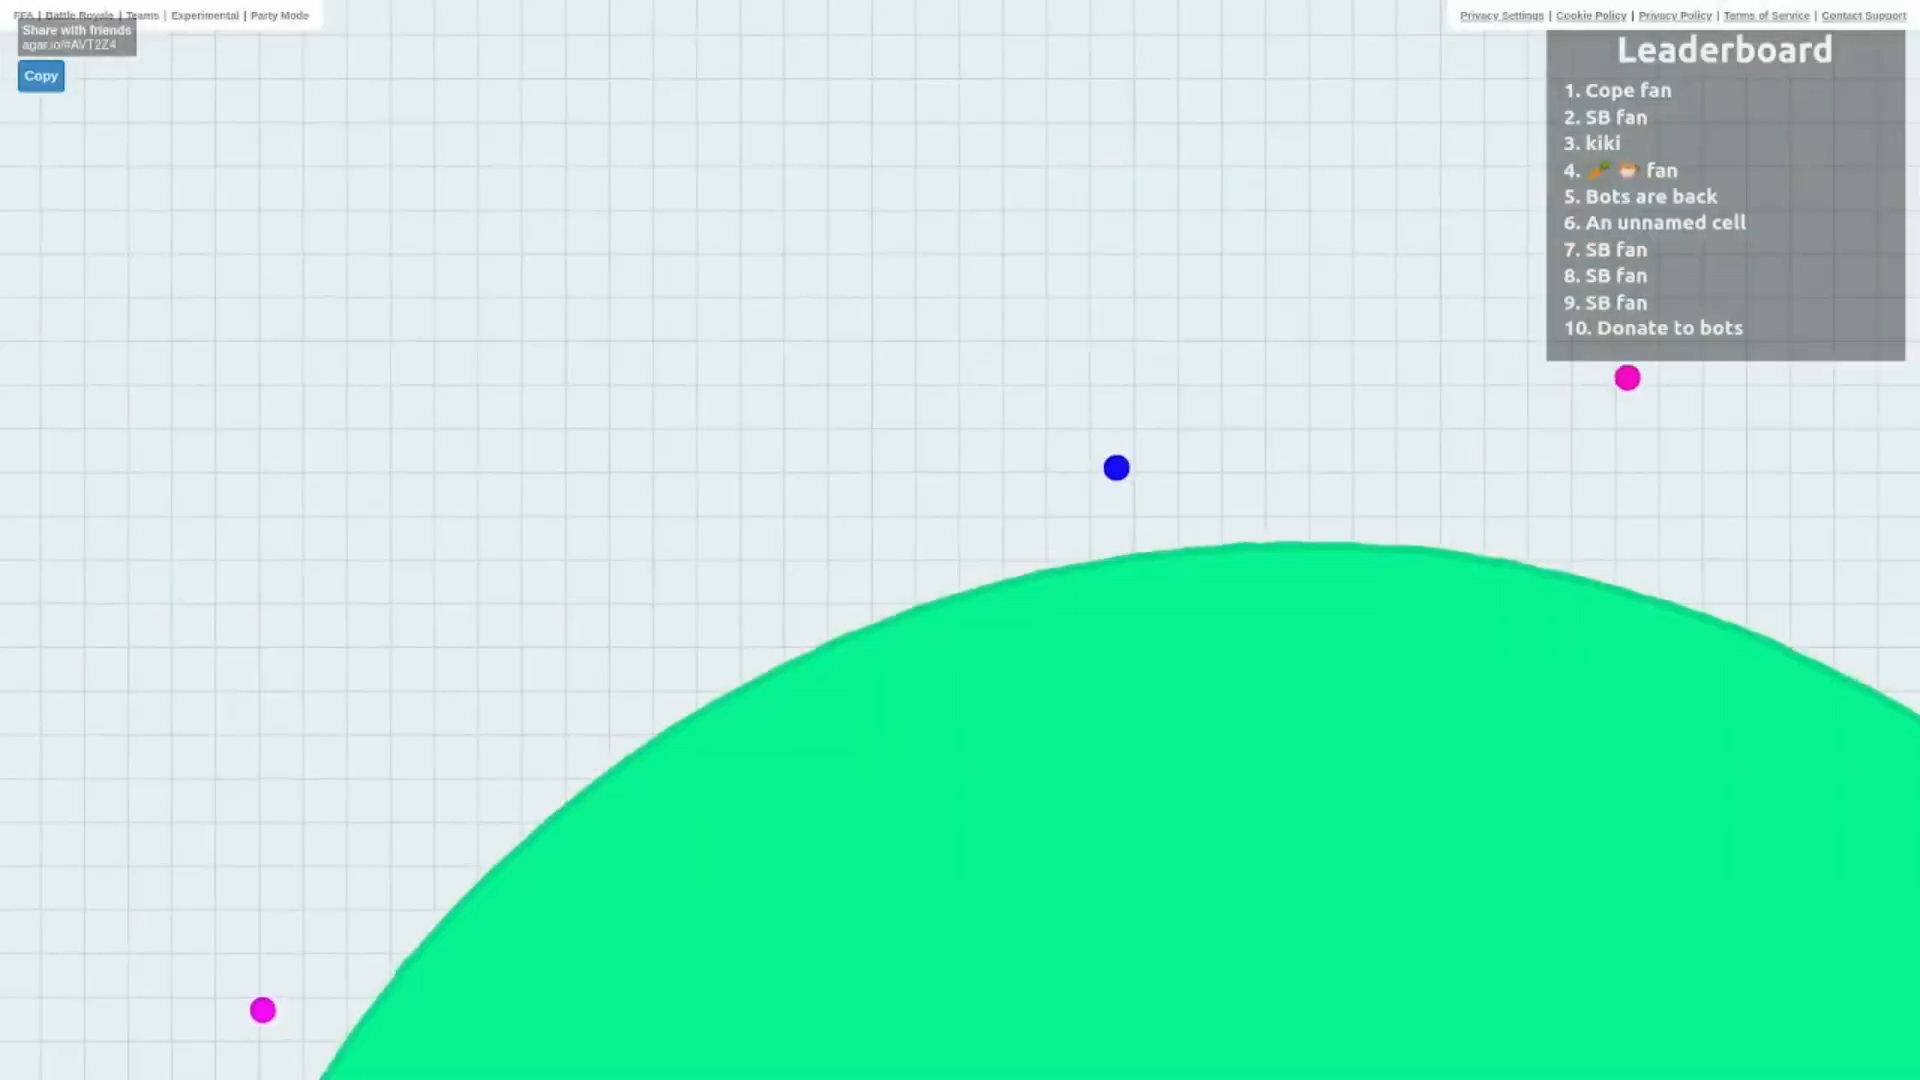 FFA | Battle Royale | Teams | Experimental | Party Mode
Share with friends
agar.io/#AVT2Z4
Copy
Privacy Settings | Cookie Policy | Privacy Policy | Terms of Service | Contact Support
Leaderboard
1. Cope fan
2. SB fan
3. kiki
4. 🥕 fan
5. Bots are back
6. An unnamed cell
7. SB fan
8. SB fan
9. SB fan
10. Donate to bots